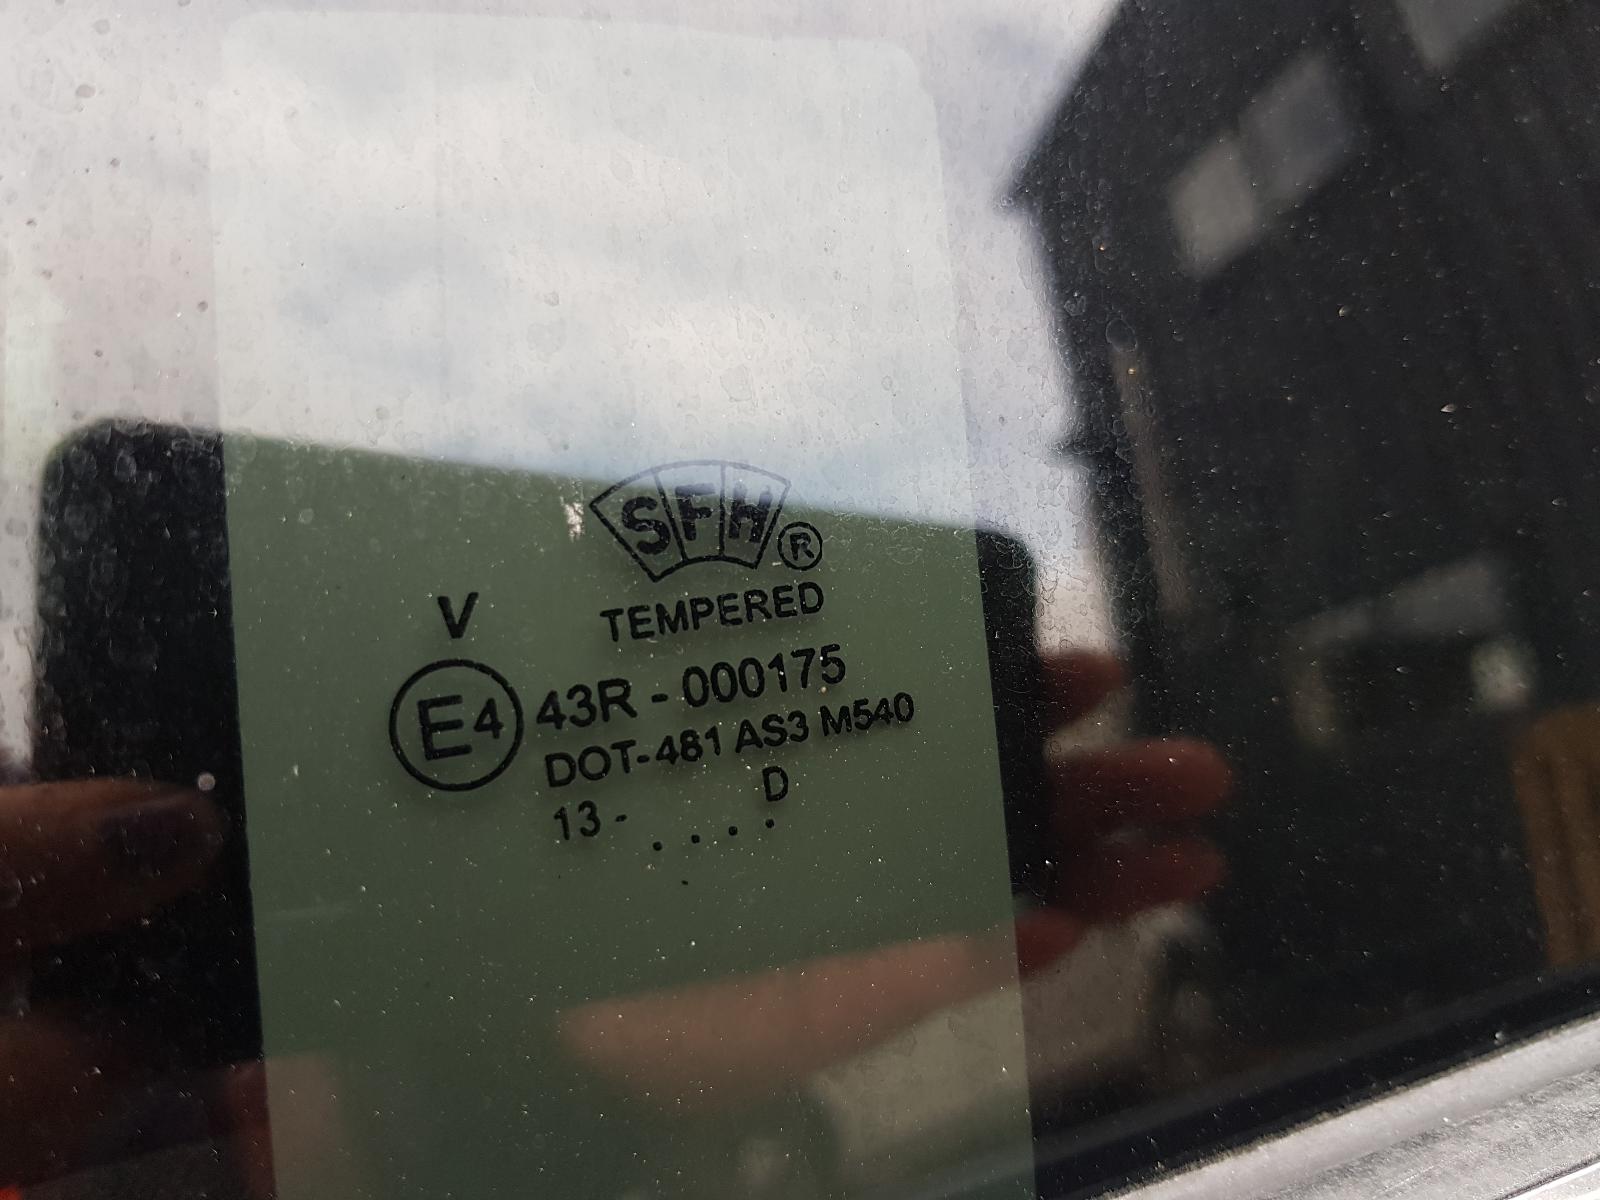 SFH ®
TEMPERED
V
E4 43R - 000175
DOT-481 AS3 M540
D
13 - . . . .